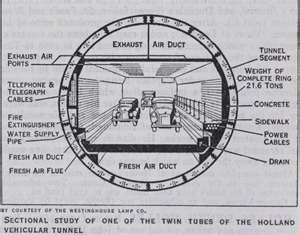 EXHAUST AIR DUCT
EXHAUST AIR
PORTS
TELEPHONE &
TELEGRAPH
CABLES
FIRE
EXTINGUISHER
WATER SUPPLY
PIPE
FRESH AIR DUCT
FRESH AIR FLUE
FRESH AIR DUCT
TUNNEL
SEGMENT
WEIGHT OF
COMPLETE RING
21.6 TONS
CONCRETE
SIDEWALK
POWER
CABLES
DRAIN
BY COURTESY OF THE WESTINGHOUSE LAMP CO.
SECTIONAL STUDY OF ONE OF THE TWIN TUBES OF THE HOLLAND
VEHICULAR TUNNEL